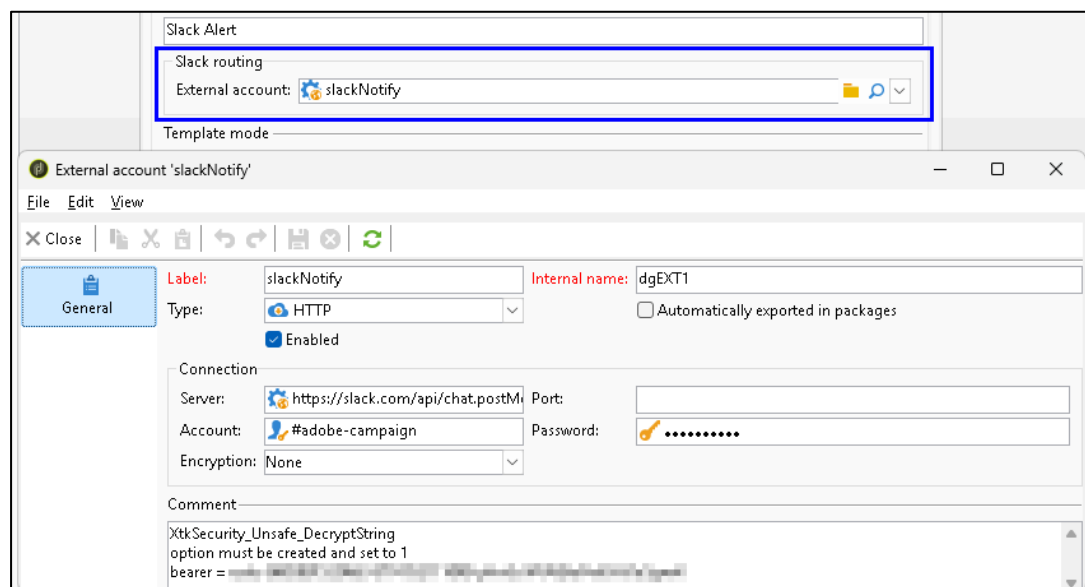 Slack Alert
Slack routing
External account: slackNotify
Template mode
External account 'slackNotify'
File Edit View
Close
General
Label: slackNotify Internal name: dgEXT1
Type: HTTP Automatically exported in packages
Enabled
Connection
Server: https://slack.com/api/chat.postM Port:
Account: #adobe-campaign Password: ••••••••••
Encryption: None
Comment
XtkSecurity_Unsafe_DecryptString
option must be created and set to 1
bearer =